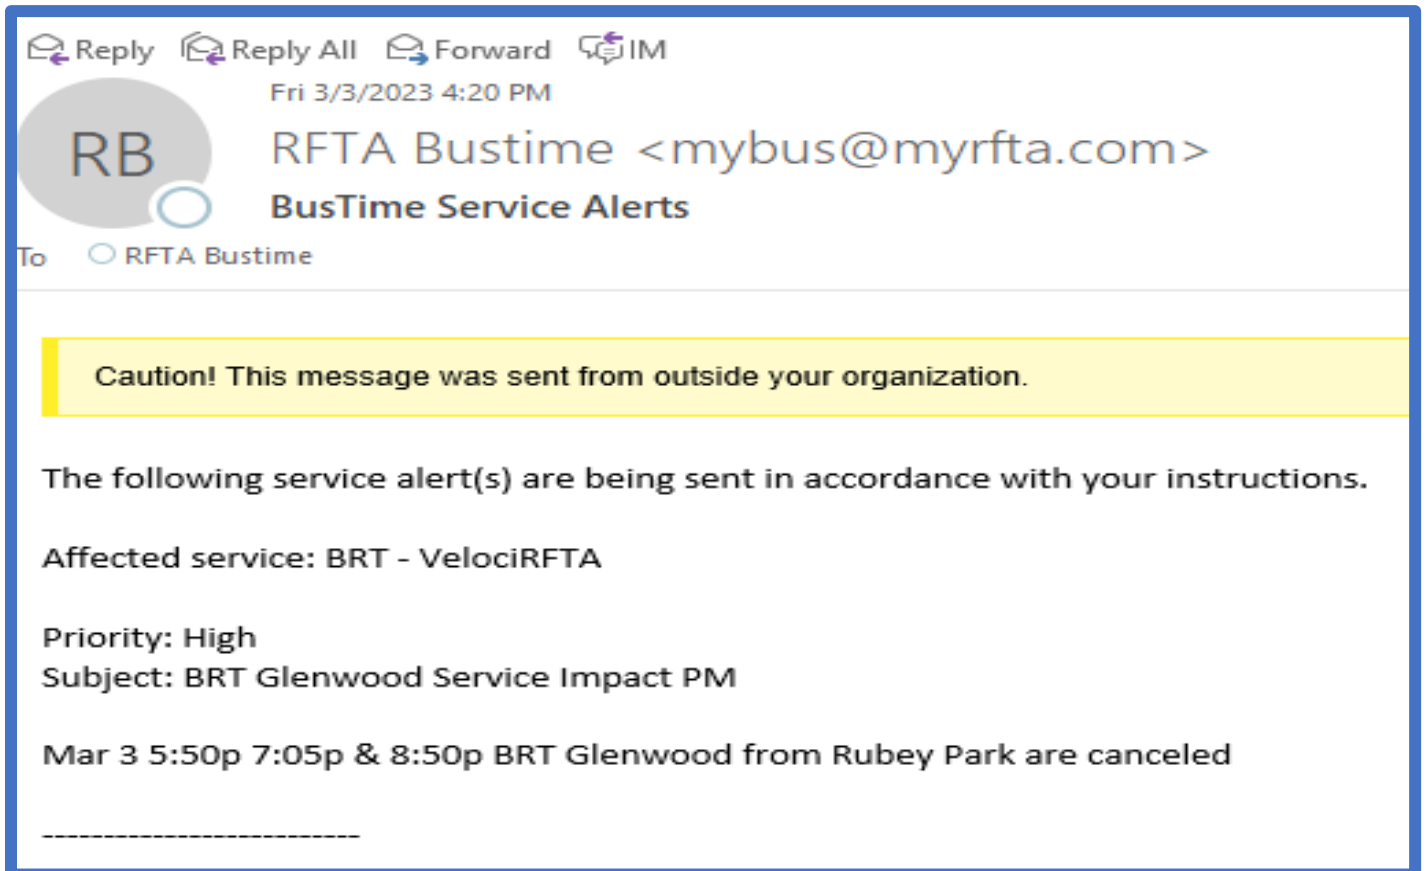 Reply Reply All Forward IM
Fri 3/3/2023 4:20 PM
RB
RFTA Bustime <mybus@myrfta.com>
BusTime Service Alerts
To RFTA Bustime
Caution! This message was sent from outside your organization.
The following service alert(s) are being sent in accordance with your instructions.
Affected service: BRT - VelociRFTA
Priority: High
Subject: BRT Glenwood Service Impact PM
Mar 3 5:50p 7:05p & 8:50p BRT Glenwood from Rubey Park are canceled
--------------------------